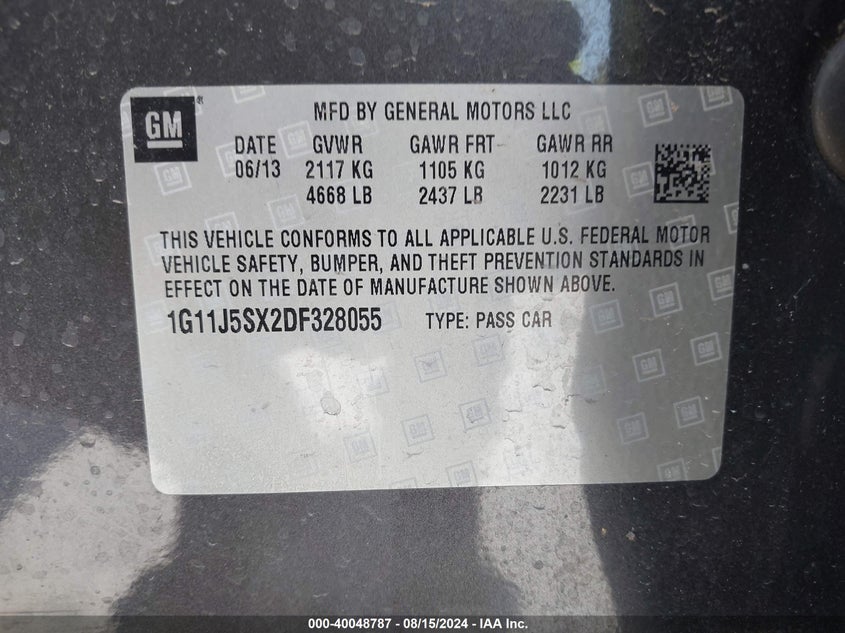 GM
MFD BY GENERAL MOTORS LLC
DATE GVWR GAWR FRT GAWR RR
06/13 2117 KG 1105 KG 1012 KG
4668 LB 2437 LB 2231 LB
THIS VEHICLE CONFORMS TO ALL APPLICABLE U.S. FEDERAL MOTOR
VEHICLE SAFETY, BUMPER, AND THEFT PREVENTION STANDARDS IN
EFFECT ON THE DATE OF MANUFACTURE SHOWN ABOVE.
1G11J5SX2DF328055 TYPE: PASS CAR
000-40048787 - 08/15/2024 - IAA Inc.